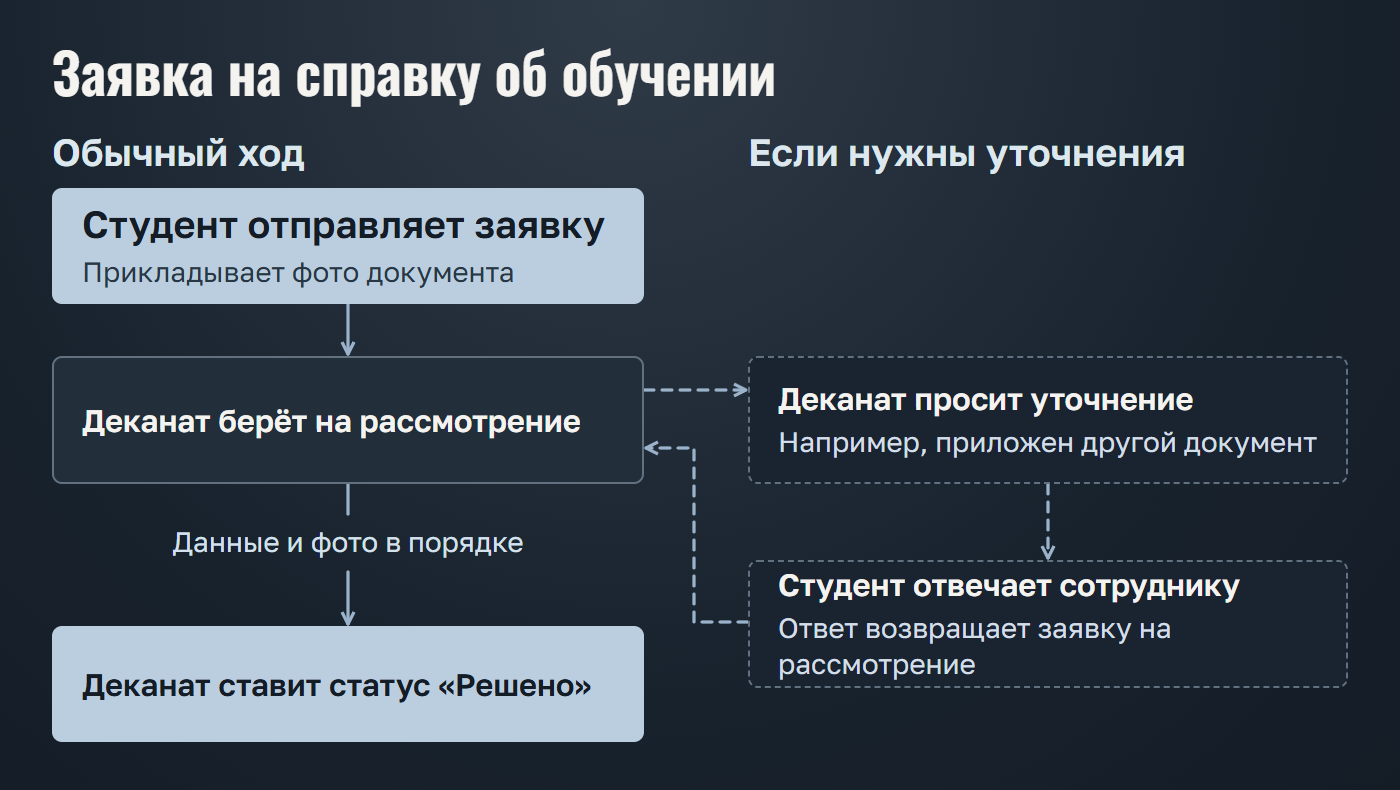 Заявка на справку об обучении
Обычный ход
Студент отправляет заявку
Прикладывает фото документа
Деканат берёт на рассмотрение
Данные и фото в порядке
Деканат ставит статус «Решено»
Если нужны уточнения
Деканат просит уточнение
Например, приложен другой документ
Студент отвечает сотруднику
Ответ возвращает заявку на
рассмотрение